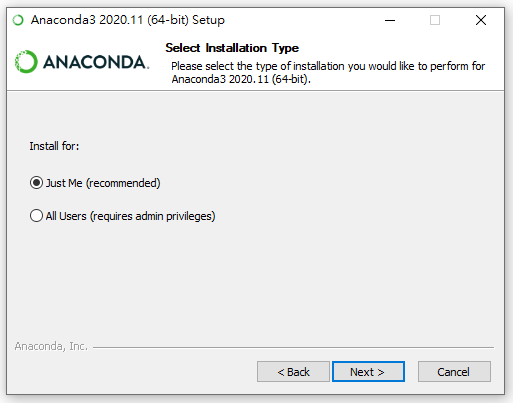 Anaconda3 2020.11 (64-bit) Setup
ANACONDA.
Select Installation Type
Please select the type of installation you would like to perform for
Anaconda3 2020.11 (64-bit).
Install for:
Just Me (recommended)
All Users (requires admin privileges)
Anaconda, Inc.
< Back
Next >
Cancel